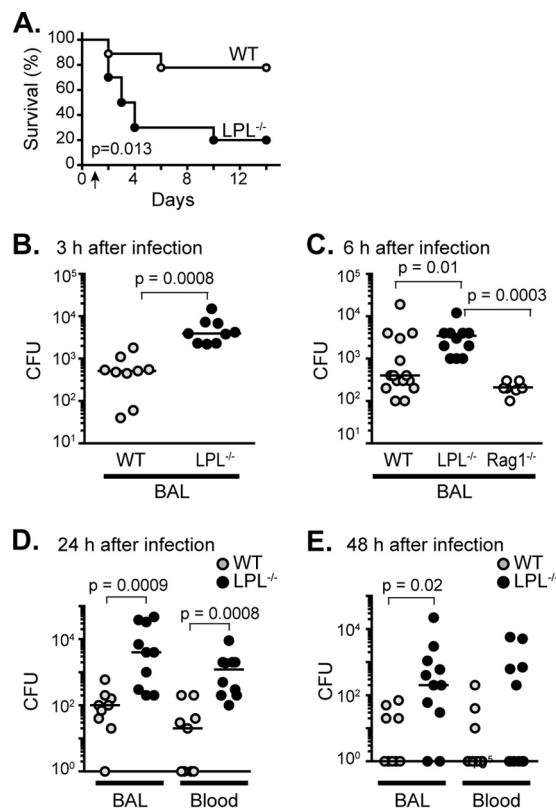 A.
100
80
60
40
20
0
Survival (%)
WT
LPL-/-
p=0.013
0 4 8 12
Days
B. 3 h after infection
p = 0.0008
10^5
10^4
10^3
10^2
10^1
CFU
WT LPL-/-
BAL
C. 6 h after infection
p = 0.01
p = 0.0003
10^5
10^4
10^3
10^2
10^1
CFU
WT LPL-/- Rag1-/-
BAL
D. 24 h after infection
WT
LPL-/-
p = 0.0009
p = 0.0008
10^4
10^2
10^0
CFU
BAL Blood
E. 48 h after infection
WT
LPL-/-
p = 0.02
10^4
10^2
10^0
CFU
BAL Blood